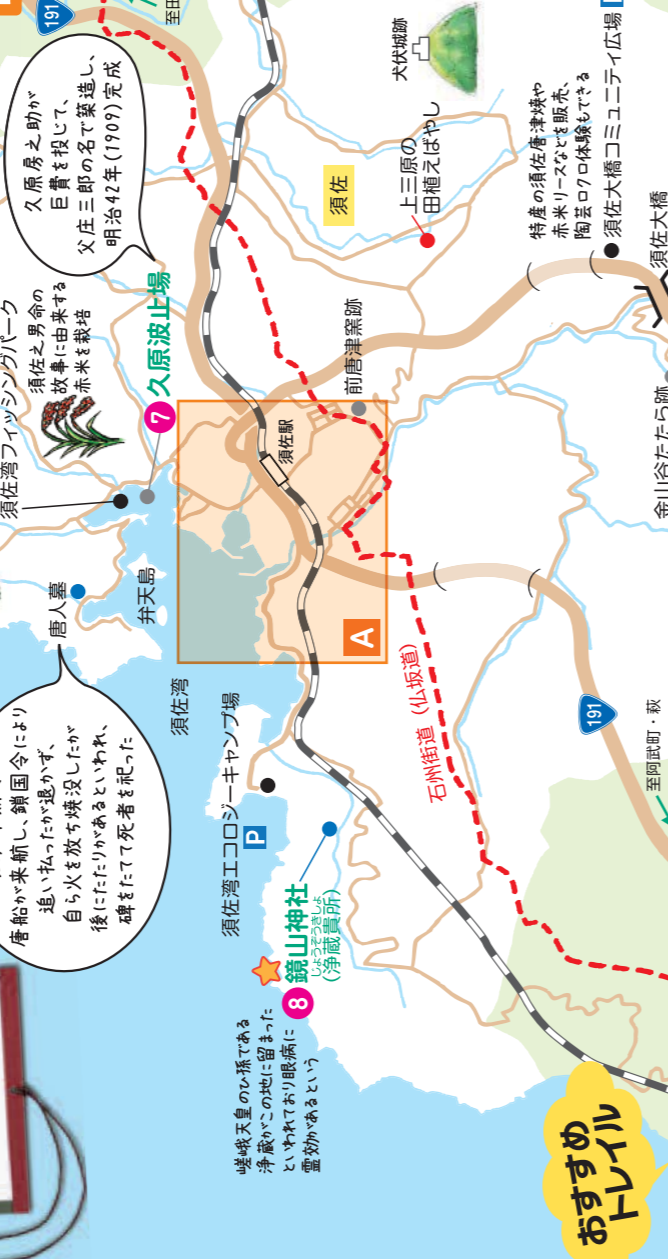 191
至田
久原房之助が
巨費を投じて、
父庄三郎の名で築造し、
明治42年(1909)完成
須佐湾フィッシングパーク
須佐之男命の
故事に由来する
赤米を栽培
7 久原波止場
犬伏城跡
須佐
上三原の
田植えばやし
特産の須佐唐津焼や
赤米リースなどを販売、
陶芸ロクロ体験もできる
須佐大橋コミュニティ広場
須佐大橋
前唐津窯跡
金山谷たたら跡
須佐駅
A
唐人墓
弁天島
唐船が来航し、鎖国令により
追い払ったが退かず、
自ら火を放ち焼没したが
後にたたりがあるといわれ、
碑をたてて死者を祀った
須佐湾
須佐湾エコロジーキャンプ場
P
8 鏡山神社
じょうぞうきしょ
(浄蔵貴所)
嵯峨天皇のひ孫である
浄蔵がこの地に留まった
といわれており眼病に
霊効があるという
石州街道(仏坂道)
191
至阿武町・萩
おすすめ
トレイル